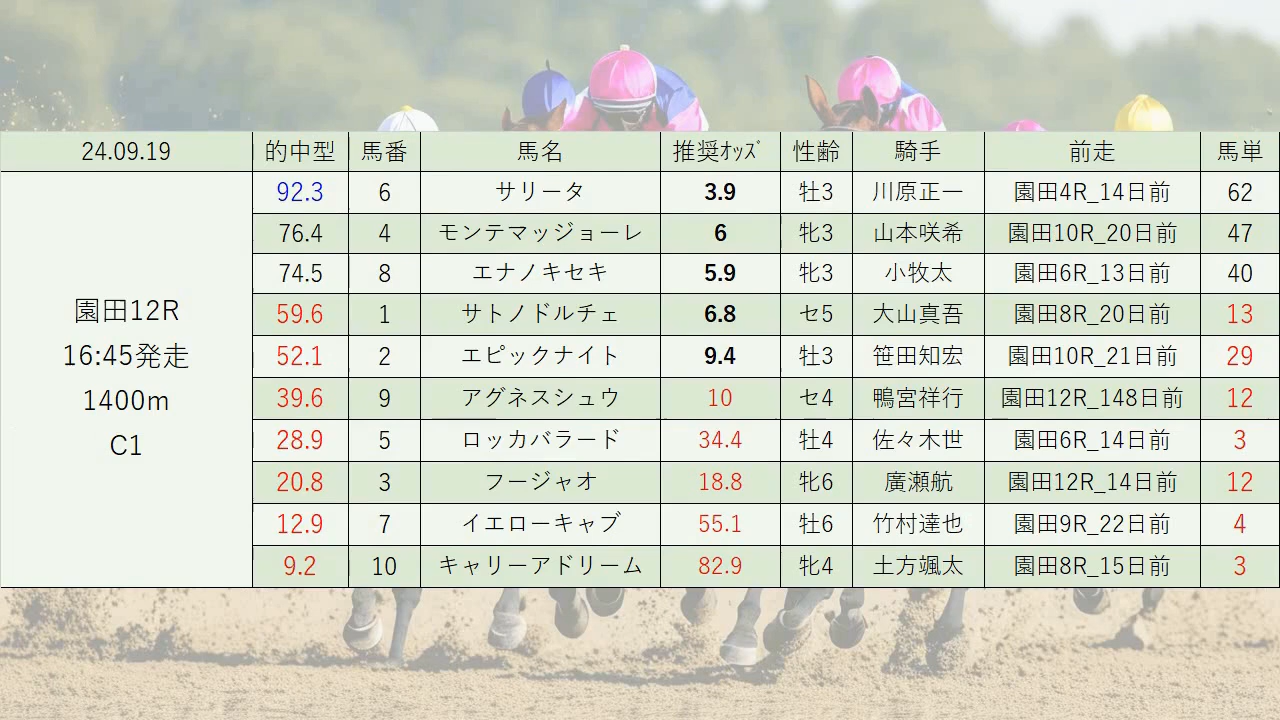 24.09.19 的中型 馬番 馬名 推奨ｵｯｽﾞ 性齢 騎手 前走 馬単
92.3 6 サリータ 3.9 牡3 川原正一 園田4R_14日前 62
76.4 4 モンテマッジョーレ 6 牝3 山本咲希 園田10R_20日前 47
74.5 8 エナノキセキ 5.9 牝3 小牧太 園田6R_13日前 40
園田12R
16:45発走
1400m
C1
59.6 1 サトノドルチェ 6.8 セ5 大山真吾 園田8R_20日前 13
52.1 2 エピックナイト 9.4 牡3 笹田知宏 園田10R_21日前 29
39.6 9 アグネスシュウ 10 セ4 鴨宮祥行 園田12R_148日前 12
28.9 5 ロッカバラード 34.4 牡4 佐々木世 園田6R_14日前 3
20.8 3 フージャオ 18.8 牝6 廣瀬航 園田12R_14日前 12
12.9 7 イエローキャブ 55.1 牡6 竹村達也 園田9R_22日前 4
9.2 10 キャリーアドリーム 82.9 牝4 土方颯太 園田8R_15日前 3